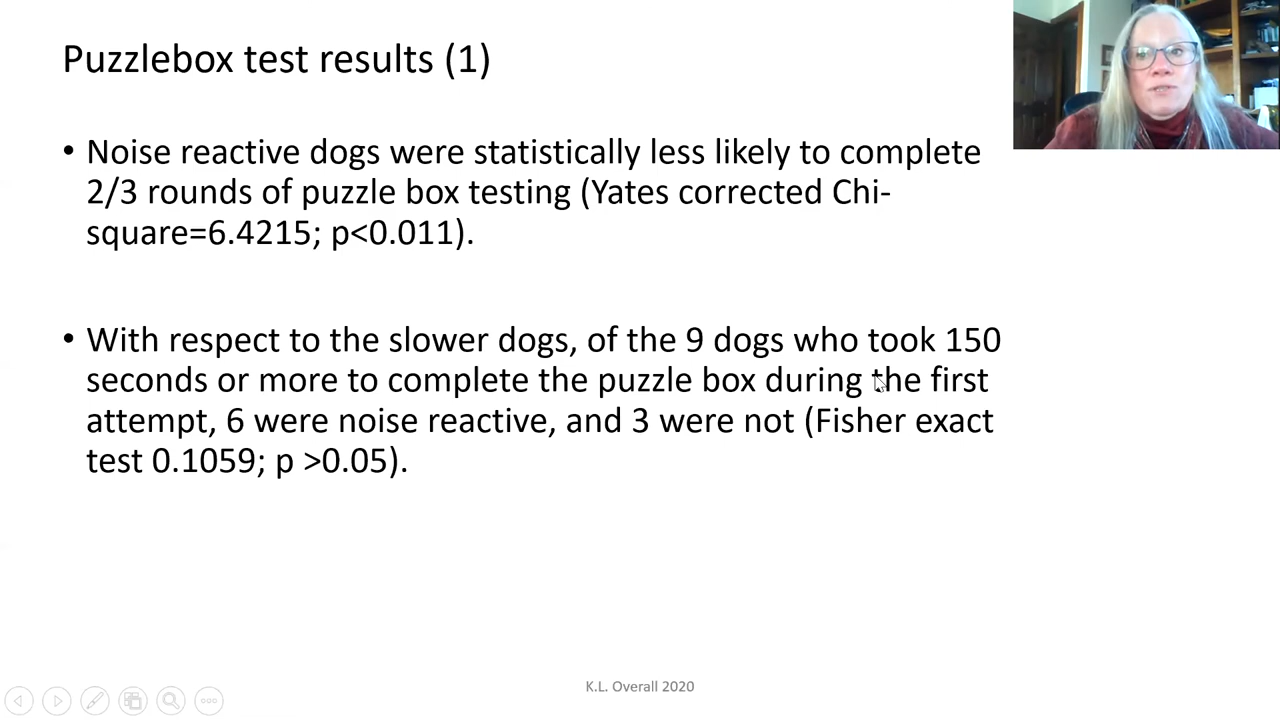 Puzzlebox test results (1)
• Noise reactive dogs were statistically less likely to complete
2/3 rounds of puzzle box testing (Yates corrected Chi-
square=6.4215; p<0.011).
• With respect to the slower dogs, of the 9 dogs who took 150
seconds or more to complete the puzzle box during the first
attempt, 6 were noise reactive, and 3 were not (Fisher exact
test 0.1059; p >0.05).
K.L. Overall 2020